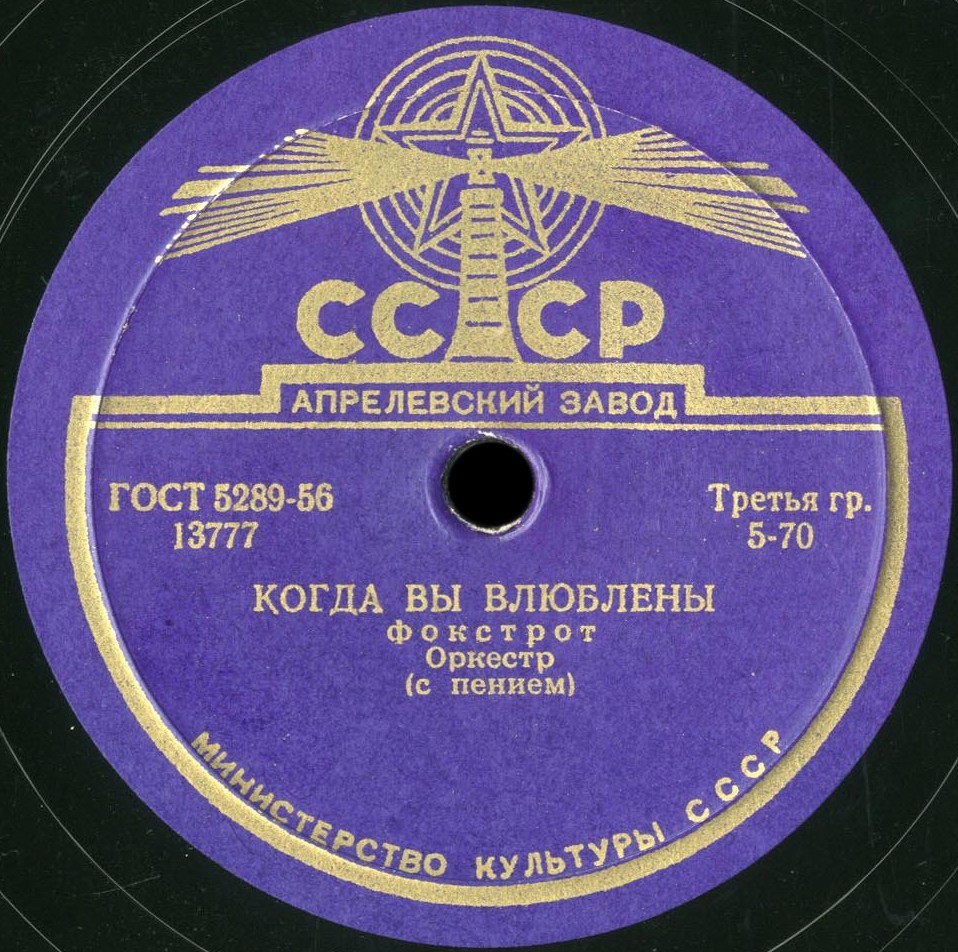 СССР
АПРЕЛЕВСКИЙ ЗАВОД
ГОСТ 5289-56
13777
Третья гр.
5-70
КОГДА ВЫ ВЛЮБЛЕНЫ
фокстрот
Оркестр
(с пением)
МИНИСТЕРСТВО КУЛЬТУРЫ СССР